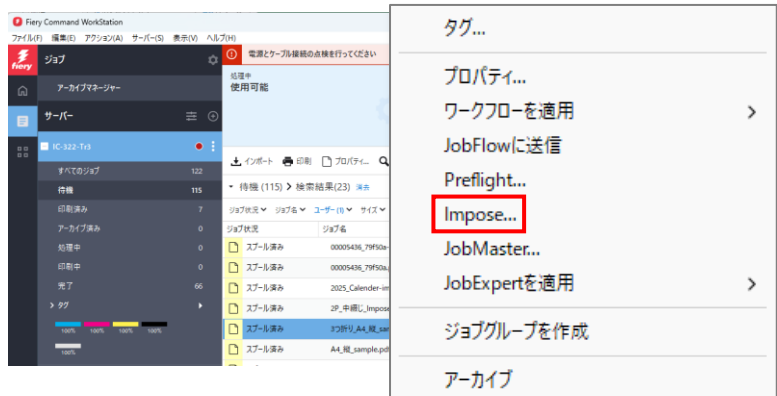 Fiery Command WorkStation
ファイル(F) 編集(E) アクション(A) サーバー(S) 表示(V) ヘルプ(H)
fiery
ジョブ
アーカイブマネージャー
サーバー
IC-322-Tr3
すべてのジョブ 122
待機 115
印刷済み 7
アーカイブ済み 0
処理中 0
印刷中 0
完了 66
タグ
100% 100% 100% 100%
100%
電源とケーブル接続の点検を行ってください
処理中
使用可能
インポート 印刷 プロパティ...
待機 (115) 検索結果(23) 消去
ジョブ状況 ジョブ名 ユーザー (1) サイズ
ジョブ状況 ジョブ名
スプール済み 00005436_79f50a-
スプール済み 00005436_79f50a.p
スプール済み 2025_Calender-im
スプール済み 2P_中綴じ_Impose
スプール済み 3つ折り_A4_縦_sam
スプール済み A4_縦_sample.pdf
タグ...
プロパティ...
ワークフローを適用
JobFlowに送信
Preflight...
Impose...
JobMaster...
JobExpertを適用
ジョブグループを作成
アーカイブ